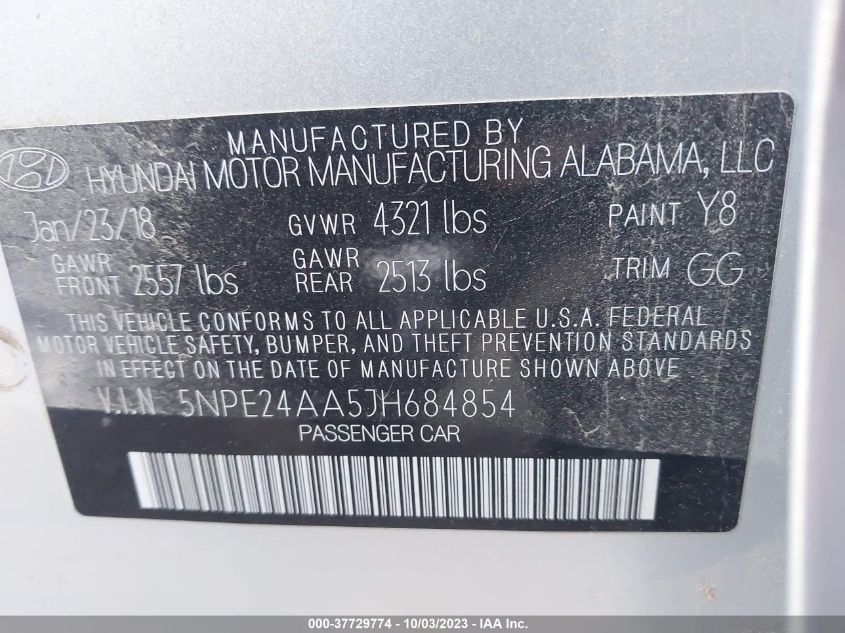 MANUFACTURED BY
HYUNDAI MOTOR MANUFACTURING ALABAMA, LLC
Jan/23/18 GVWR 4321 lbs PAINT Y8
GAWR FRONT 2557 lbs GAWR REAR 2513 lbs TRIM GG
THIS VEHICLE CONFORMS TO ALL APPLICABLE U.S.A. FEDERAL
MOTOR VEHICLE SAFETY, BUMPER, AND THEFT PREVENTION STANDARDS
IN EFFECT ON THE DATE OF MANUFACTURE SHOWN ABOVE
V.I.N 5NPE24AA5JH684854
PASSENGER CAR
000-37729774 - 10/03/2023 - IAA Inc.